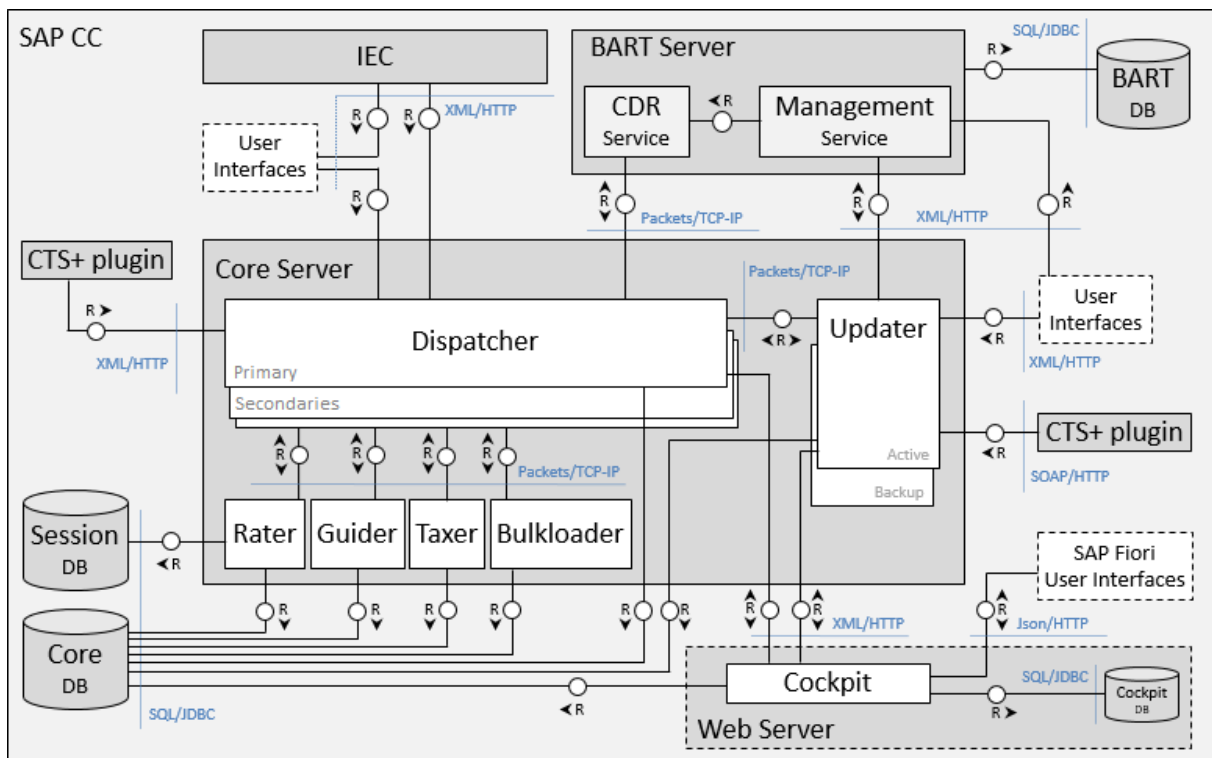 SAP CC
IEC
BART Server
SQL/JDBC
R
BART
DB
R
R
XML/HTTP
CDR
Service
R
Management
Service
User
Interfaces
R
R
Packets/TCP-IP
R
XML/HTTP
R
CTS+ plugin
Core Server
Packets/TCP-IP
User
Interfaces
R
XML/HTTP
Dispatcher
Primary
Secondaries
R
Updater
Active
Backup
R
XML/HTTP
CTS+ plugin
R
SOAP/HTTP
R
R
R
R
Packets/TCP-IP
Session
DB
R
Rater
Guider
Taxer
Bulkloader
SAP Fiori
User Interfaces
R
R
R
R
R
R
R
R
XML/HTTP
R
Json/HTTP
Core
DB
SQL/JDBC
R
Cockpit
SQL/JDBC
R
Cockpit
DB
Web Server